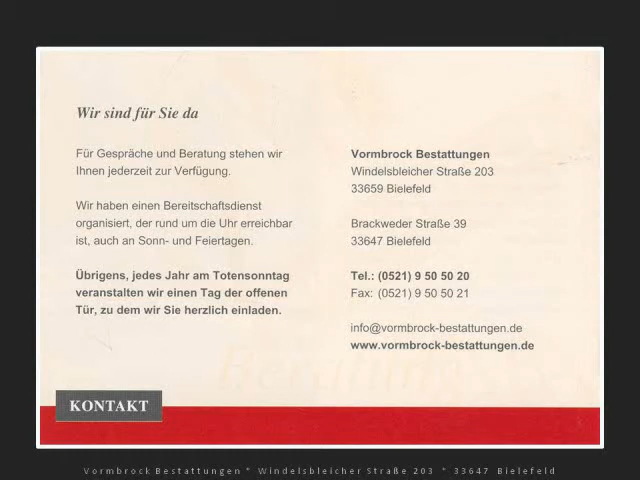 Wir sind für Sie da
Für Gespräche und Beratung stehen wir
Ihnen jederzeit zur Verfügung.
Wir haben einen Bereitschaftsdienst
organisiert, der rund um die Uhr erreichbar
ist, auch an Sonn- und Feiertagen.
Übrigens, jedes Jahr am Totensonntag
veranstalten wir einen Tag der offenen
Tür, zu dem wir Sie herzlich einladen.
Vormbrock Bestattungen
Windelsbleicher Straße 203
33659 Bielefeld
Brackweder Straße 39
33647 Bielefeld
Tel.: (0521) 9 50 50 20
Fax: (0521) 9 50 50 21
info@vormbrock-bestattungen.de
www.vormbrock-bestattungen.de
Beratung
KONTAKT
Vormbrock Bestattungen * Windelsbleicher Straße 203 * 33647 Bielefeld